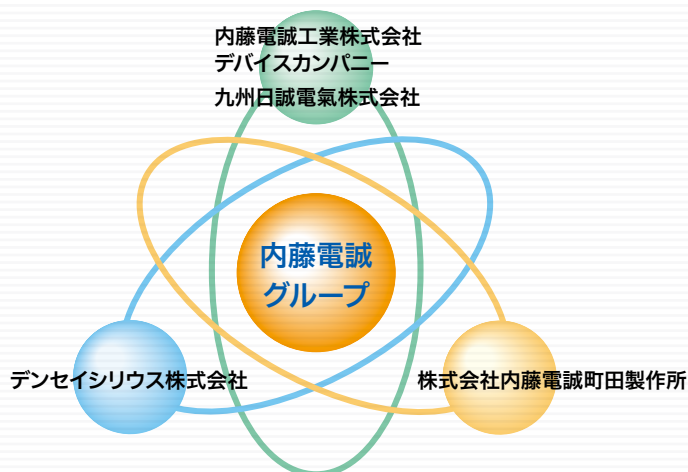 内藤電誠工業株式会社
デバイスカンパニー
九州日誠電氣株式会社
内藤電誠
グループ
デンセイシリウス株式会社
株式会社内藤電誠町田製作所